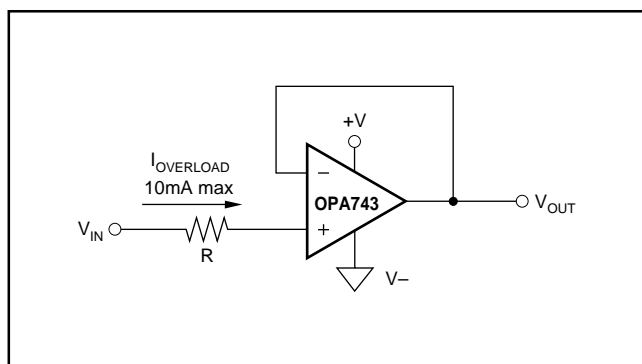 +V
I_OVERLOAD
10mA max
−
OPA743
V_IN
+
V_OUT
R
V−